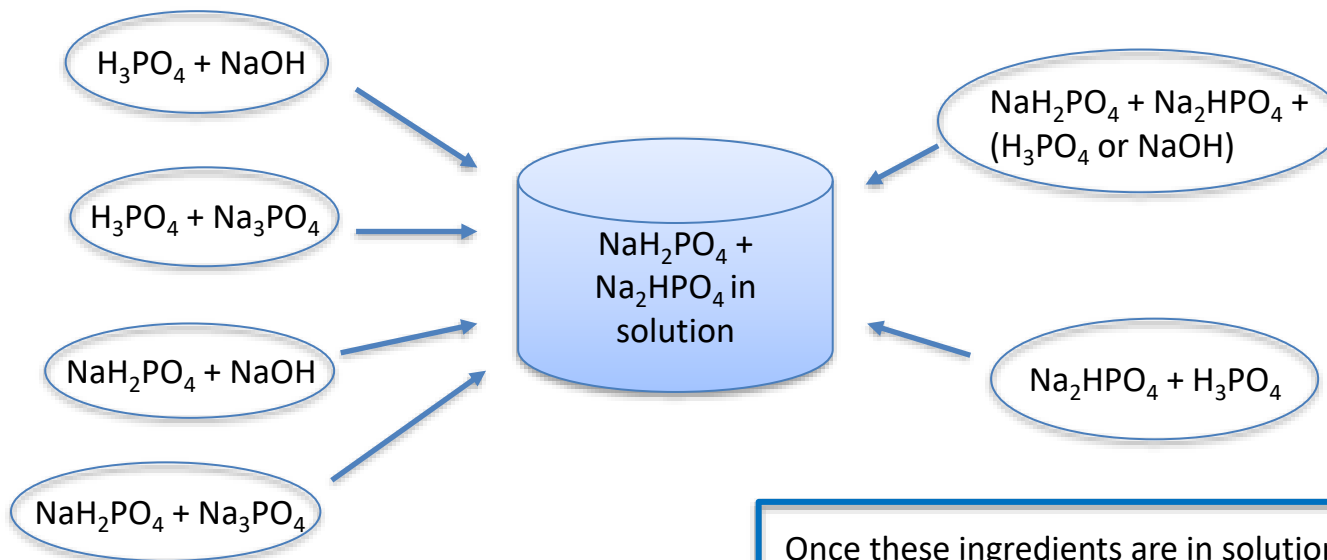 H₃PO₄ + NaOH
H₃PO₄ + Na₃PO₄
NaH₂PO₄ + NaOH
NaH₂PO₄ + Na₃PO₄
NaH₂PO₄ +
Na₂HPO₄ in
solution
NaH₂PO₄ + Na₂HPO₄ +
(H₃PO₄ or NaOH)
Na₂HPO₄ + H₃PO₄
Once these ingredients are in solution